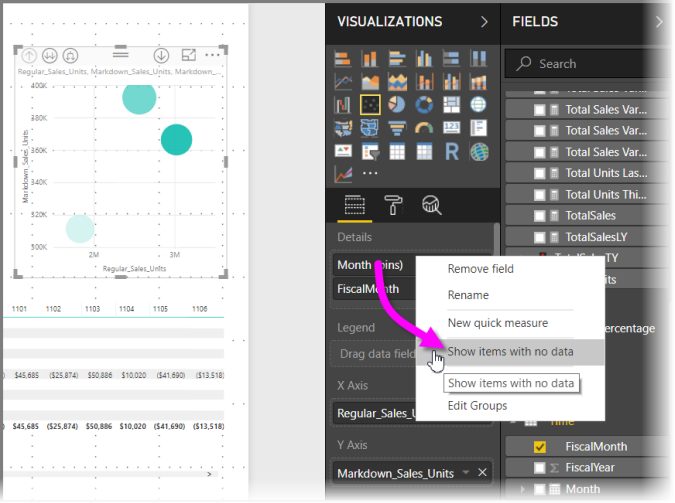 Regular_Sales_Units, Markdown_Sales_Units, Markdown_...
400K
380K
360K
340K
320K
300K
Markdown_Sales_Units
2M 3M
Regular_Sales_Units
1101 1102 1103 1104 1105 1106
$45,685 ($25,874) $50,886 $10,020 ($41,690) ($13,518)
$45,685 ($25,874) $50,886 $10,020 ($41,690) ($13,518)
VISUALIZATIONS
123
R
Details
Month
FiscalMonth
Legend
Drag data field
X Axis
Regular_Sales_U
Y Axis
Markdown_Sales_Units
Remove field
Rename
New quick measure
Show items with no data
Show items with no data
Edit Groups
FIELDS
Search
Total Sales Var...
Total Sales Var...
Total Sales Var...
Total Units Las...
Total Units Thi...
TotalSales
TotalSalesLY
TotalSalesTY
ercentage
Time
FiscalMonth
FiscalYear
Month